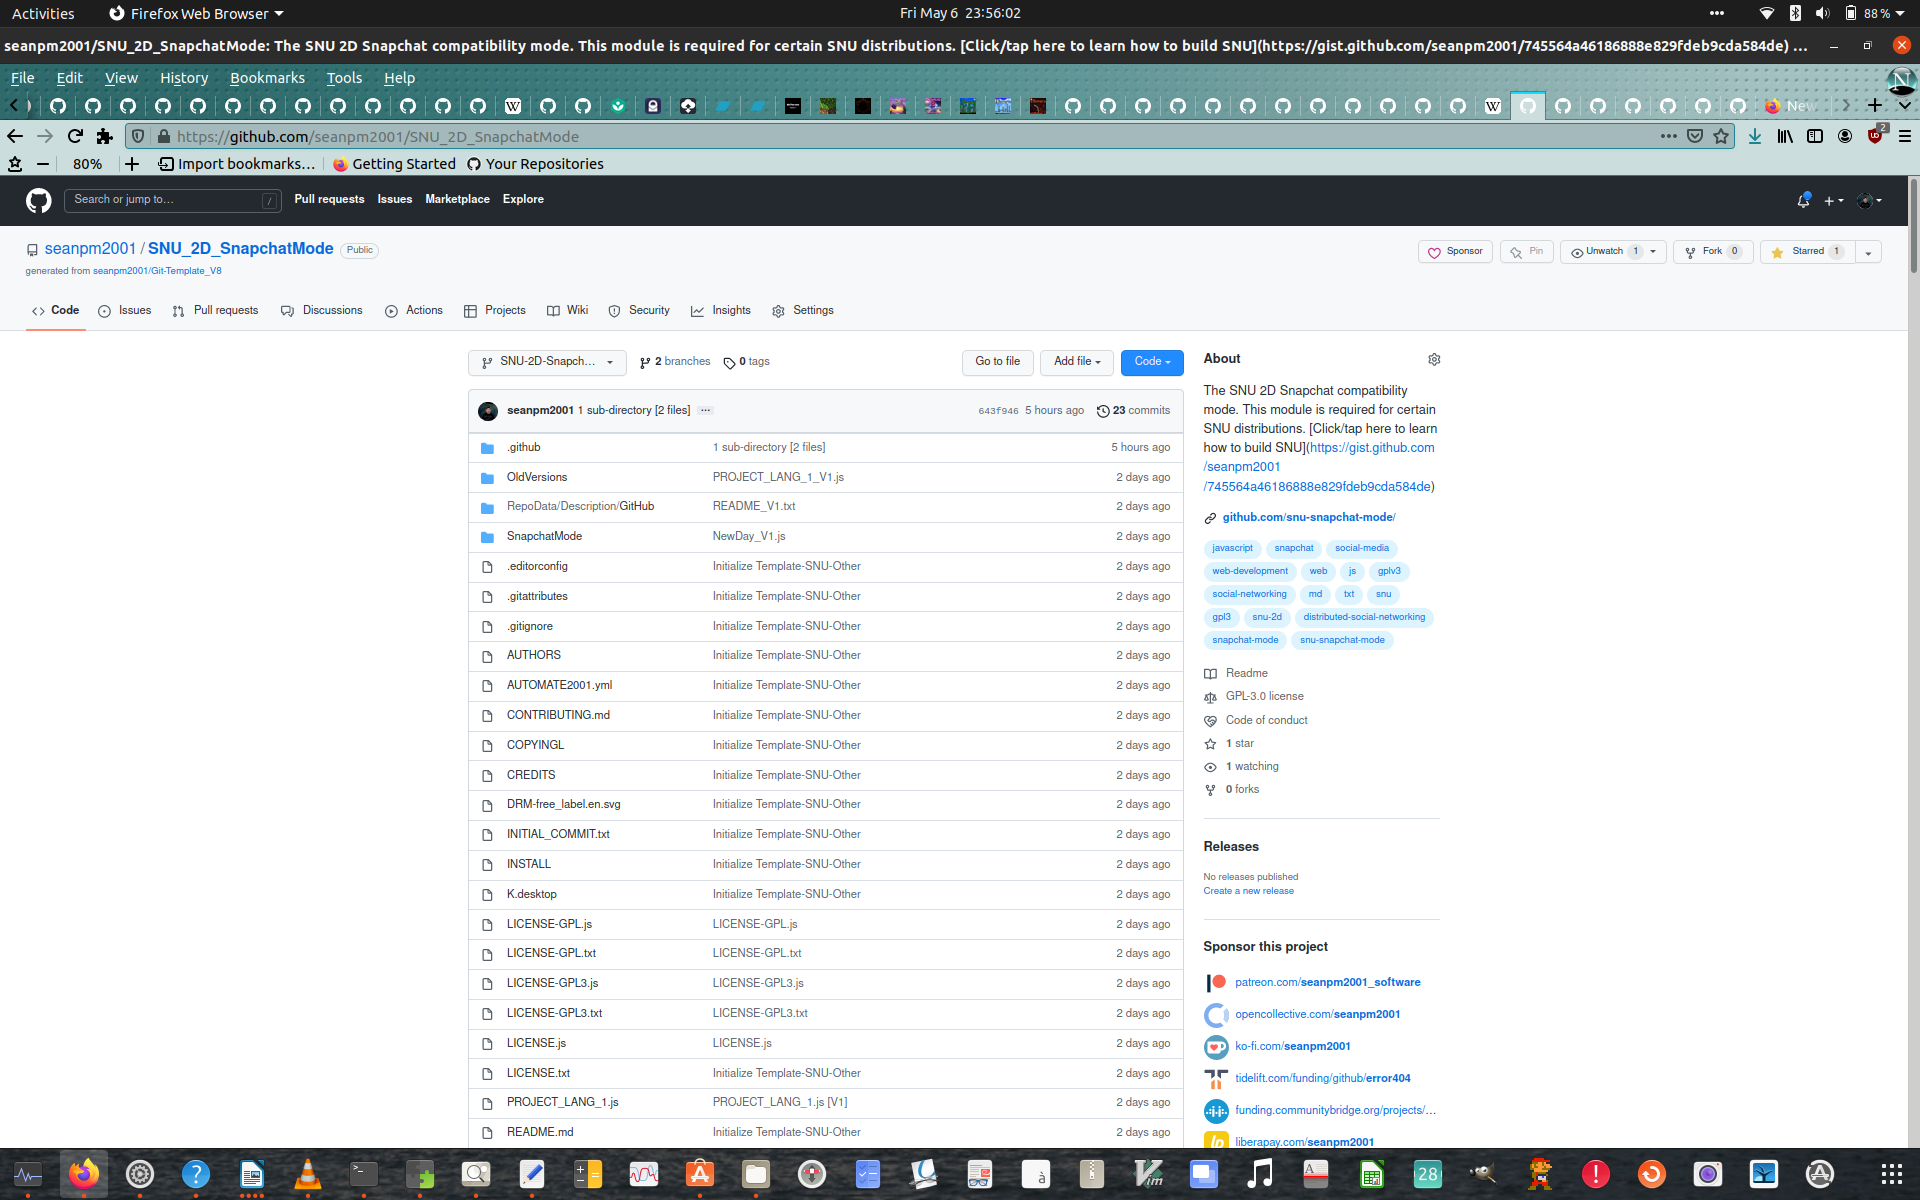 Activities
Firefox Web Browser
Fri May 6 23:56:02
88 %
seanpm2001/SNU_2D_SnapchatMode: The SNU 2D Snapchat compatibility mode. This module is required for certain SNU distributions. [Click/tap here to learn how to build SNU](https://gist.github.com/seanpm2001/745564a46186888e829fdeb9cda584de) ...
File Edit View History Bookmarks Tools Help
New
https://github.com/seanpm2001/SNU_2D_SnapchatMode
2
80%
Import bookmarks...
Getting Started
Your Repositories
Search or jump to...
/
Pull requests Issues Marketplace Explore
seanpm2001 / SNU_2D_SnapchatMode Public
generated from seanpm2001/Git-Template_V8
Sponsor
Pin
Unwatch 1
Fork 0
Starred 1
Code Issues Pull requests Discussions Actions Projects Wiki Security Insights Settings
SNU-2D-Snapch...
2 branches
0 tags
Go to file
Add file
Code
seanpm2001 1 sub-directory [2 files] ...
643f946 5 hours ago
23 commits
.github 1 sub-directory [2 files] 5 hours ago
OldVersions PROJECT_LANG_1_V1.js 2 days ago
RepoData/Description/GitHub README_V1.txt 2 days ago
SnapchatMode NewDay_V1.js 2 days ago
.editorconfig Initialize Template-SNU-Other 2 days ago
.gitattributes Initialize Template-SNU-Other 2 days ago
.gitignore Initialize Template-SNU-Other 2 days ago
AUTHORS Initialize Template-SNU-Other 2 days ago
AUTOMATE2001.yml Initialize Template-SNU-Other 2 days ago
CONTRIBUTING.md Initialize Template-SNU-Other 2 days ago
COPYINGL Initialize Template-SNU-Other 2 days ago
CREDITS Initialize Template-SNU-Other 2 days ago
DRM-free_label.en.svg Initialize Template-SNU-Other 2 days ago
INITIAL_COMMIT.txt Initialize Template-SNU-Other 2 days ago
INSTALL Initialize Template-SNU-Other 2 days ago
K.desktop Initialize Template-SNU-Other 2 days ago
LICENSE-GPL.js LICENSE-GPL.js 2 days ago
LICENSE-GPL.txt LICENSE-GPL.txt 2 days ago
LICENSE-GPL3.js LICENSE-GPL3.js 2 days ago
LICENSE-GPL3.txt LICENSE-GPL3.txt 2 days ago
LICENSE.js LICENSE.js 2 days ago
LICENSE.txt Initialize Template-SNU-Other 2 days ago
PROJECT_LANG_1.js PROJECT_LANG_1.js [V1] 2 days ago
README.md Initialize Template-SNU-Other 2 days ago
About
The SNU 2D Snapchat compatibility
mode. This module is required for certain
SNU distributions. [Click/tap here to learn
how to build SNU](https://gist.github.com
/seanpm2001
/745564a46186888e829fdeb9cda584de)
github.com/snu-snapchat-mode/
javascript snapchat social-media
web-development web js gplv3
social-networking md txt snu
gpl3 snu-2d distributed-social-networking
snapchat-mode snu-snapchat-mode
Readme
GPL-3.0 license
Code of conduct
1 star
1 watching
0 forks
Releases
No releases published
Create a new release
Sponsor this project
patreon.com/seanpm2001_software
opencollective.com/seanpm2001
ko-fi.com/seanpm2001
tidelift.com/funding/github/error404
funding.communitybridge.org/projects/...
liberapay.com/seanpm2001
28